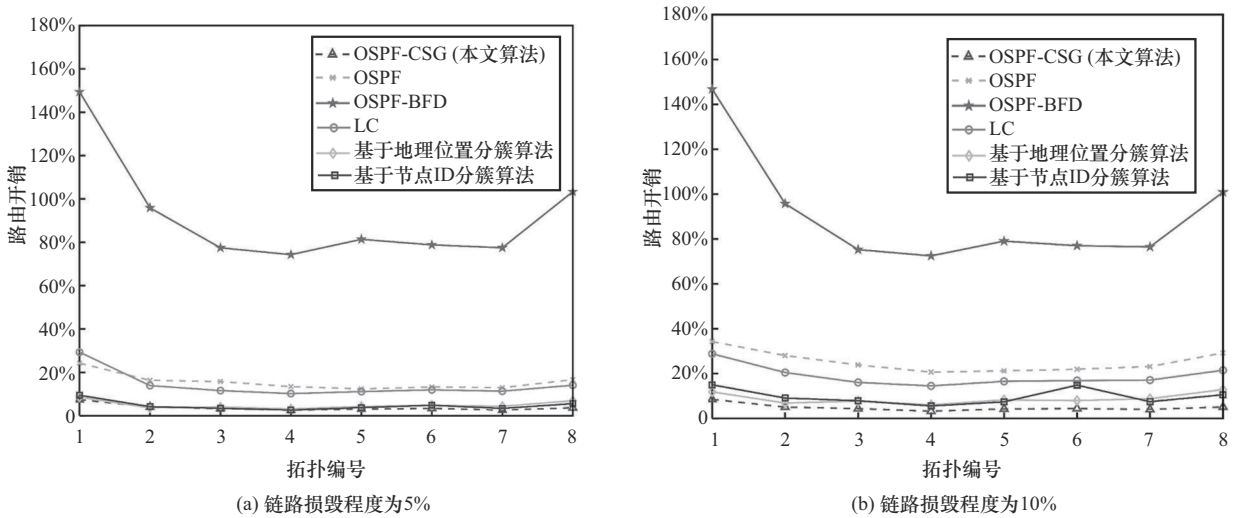 180%
160%
140%
120%
100%
80%
60%
40%
20%
0
路由开销
OSPF-CSG (本文算法)
OSPF
OSPF-BFD
LC
基于地理位置分簇算法
基于节点ID分簇算法
1 2 3 4 5 6 7 8
拓扑编号
(a) 链路损毁程度为5%
180%
160%
140%
120%
100%
80%
60%
40%
20%
0
路由开销
OSPF-CSG (本文算法)
OSPF
OSPF-BFD
LC
基于地理位置分簇算法
基于节点ID分簇算法
1 2 3 4 5 6 7 8
拓扑编号
(b) 链路损毁程度为10%